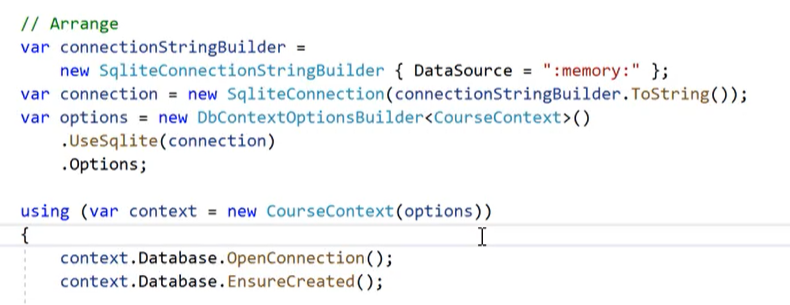 // Arrange
var connectionStringBuilder =
    new SqliteConnectionStringBuilder { DataSource = ":memory:" };
var connection = new SqliteConnection(connectionStringBuilder.ToString());
var options = new DbContextOptionsBuilder<CourseContext>()
    .UseSqlite(connection)
    .Options;
using (var context = new CourseContext(options))
{
    context.Database.OpenConnection();
    context.Database.EnsureCreated();